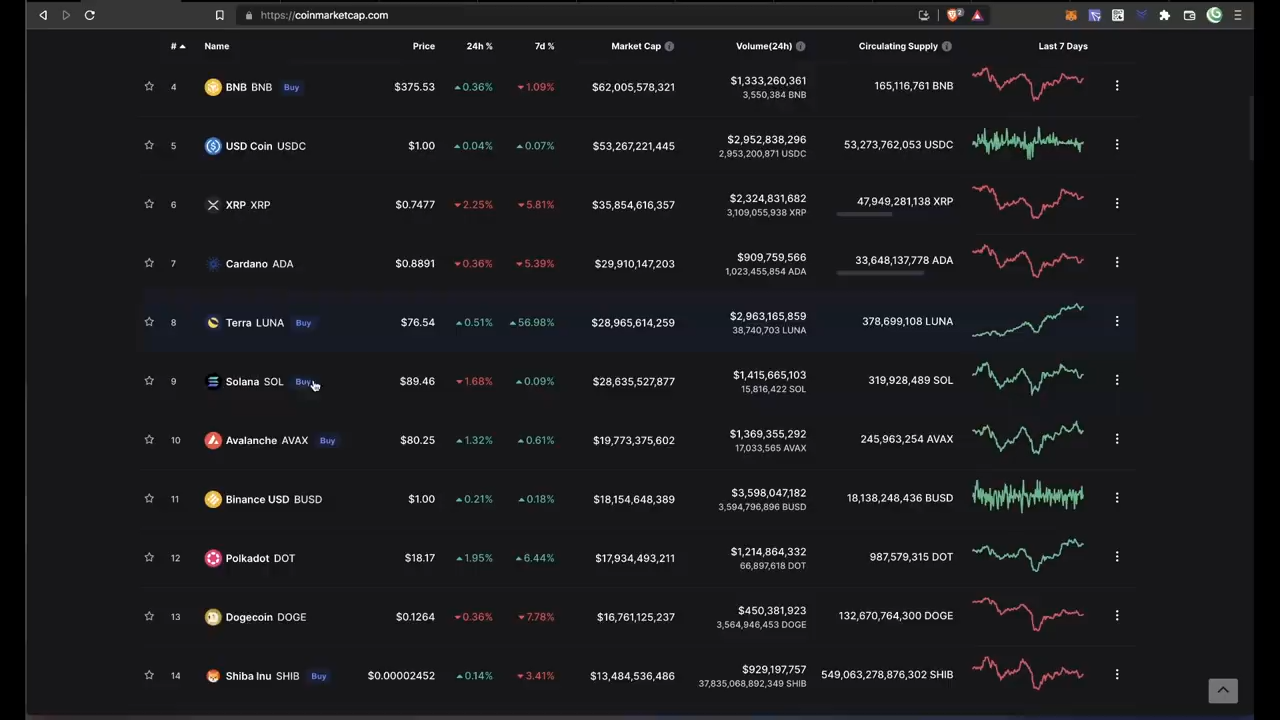 https://coinmarketcap.com
2
# Name Price 24h % 7d % Market Cap Volume(24h) Circulating Supply Last 7 Days
4 BNB BNB Buy $375.53 0.36% 1.09% $62,005,578,321 $1,333,260,361 165,116,761 BNB
3,550,384 BNB
5 USD Coin USDC $1.00 0.04% 0.07% $53,267,221,445 $2,952,838,296 53,273,762,053 USDC
2,953,200,871 USDC
6 XRP XRP $0.7477 2.25% 5.81% $35,854,616,357 $2,324,831,682 47,949,281,138 XRP
3,109,055,938 XRP
7 Cardano ADA $0.8891 0.36% 5.39% $29,910,147,203 $909,759,566 33,648,137,778 ADA
1,023,455,854 ADA
8 Terra LUNA Buy $76.54 0.51% 56.98% $28,965,614,259 $2,963,165,859 378,699,108 LUNA
38,740,703 LUNA
9 Solana SOL Buy $89.46 1.68% 0.09% $28,635,527,877 $1,415,665,103 319,928,489 SOL
15,816,422 SOL
10 Avalanche AVAX Buy $80.25 1.32% 0.61% $19,773,375,602 $1,369,355,292 245,963,254 AVAX
17,033,565 AVAX
11 Binance USD BUSD $1.00 0.21% 0.18% $18,154,648,389 $3,598,047,182 18,138,248,436 BUSD
3,594,796,896 BUSD
12 Polkadot DOT $18.17 1.95% 6.44% $17,934,493,211 $1,214,864,332 987,579,315 DOT
66,897,618 DOT
13 Dogecoin DOGE $0.1264 0.36% 7.78% $16,761,125,237 $450,381,923 132,670,764,300 DOGE
3,564,946,453 DOGE
14 Shiba Inu SHIB Buy $0.00002452 0.14% 3.41% $13,484,536,486 $929,197,757 549,063,278,876,302 SHIB
37,835,068,892,349 SHIB